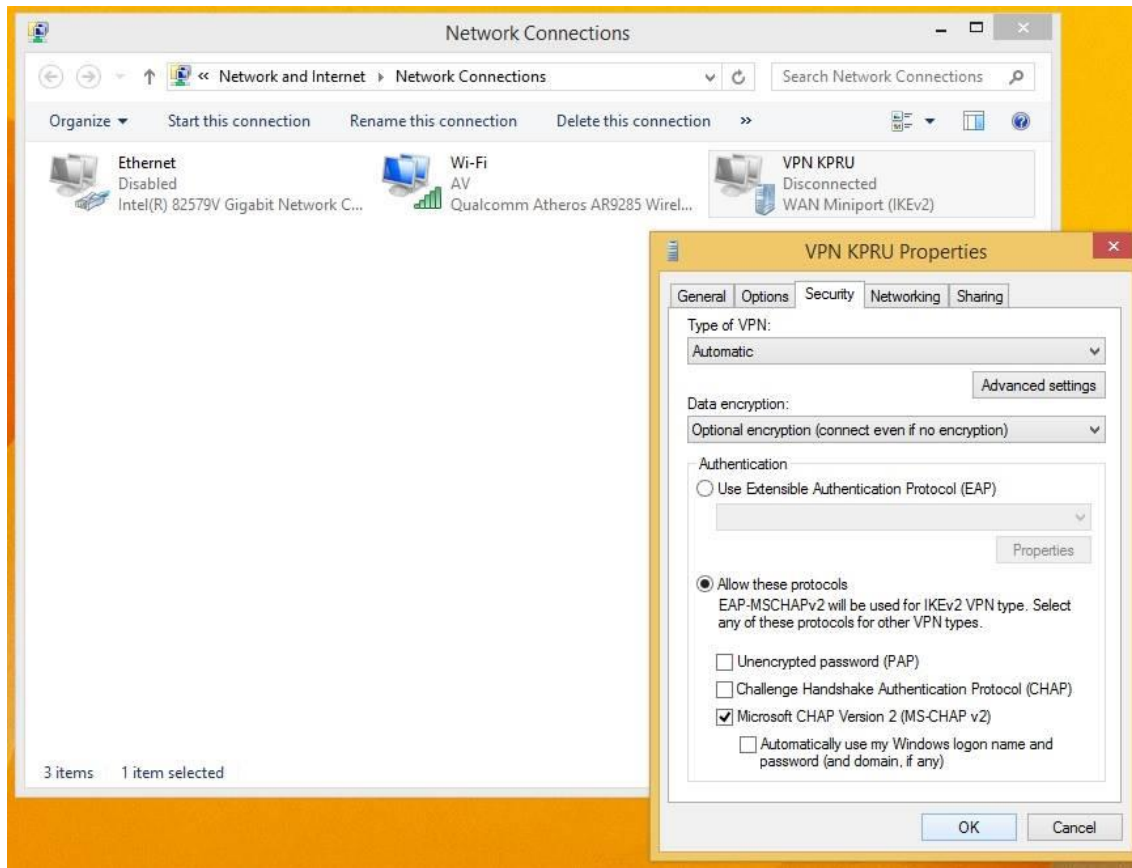 Network Connections
« Network and Internet Network Connections
Search Network Connections
Organize Start this connection Rename this connection Delete this connection »
Ethernet
Disabled
Intel(R) 82579V Gigabit Network C...
Wi-Fi
AV
Qualcomm Atheros AR9285 Wirel...
VPN KPRU
Disconnected
WAN Miniport (IKEv2)
3 items 1 item selected
VPN KPRU Properties
General Options Security Networking Sharing
Type of VPN:
Automatic
Advanced settings
Data encryption:
Optional encryption (connect even if no encryption)
Authentication
Use Extensible Authentication Protocol (EAP)
Properties
Allow these protocols
EAP-MSCHAPv2 will be used for IKEv2 VPN type. Select
any of these protocols for other VPN types.
Unencrypted password (PAP)
Challenge Handshake Authentication Protocol (CHAP)
Microsoft CHAP Version 2 (MS-CHAP v2)
Automatically use my Windows logon name and
password (and domain, if any)
OK Cancel